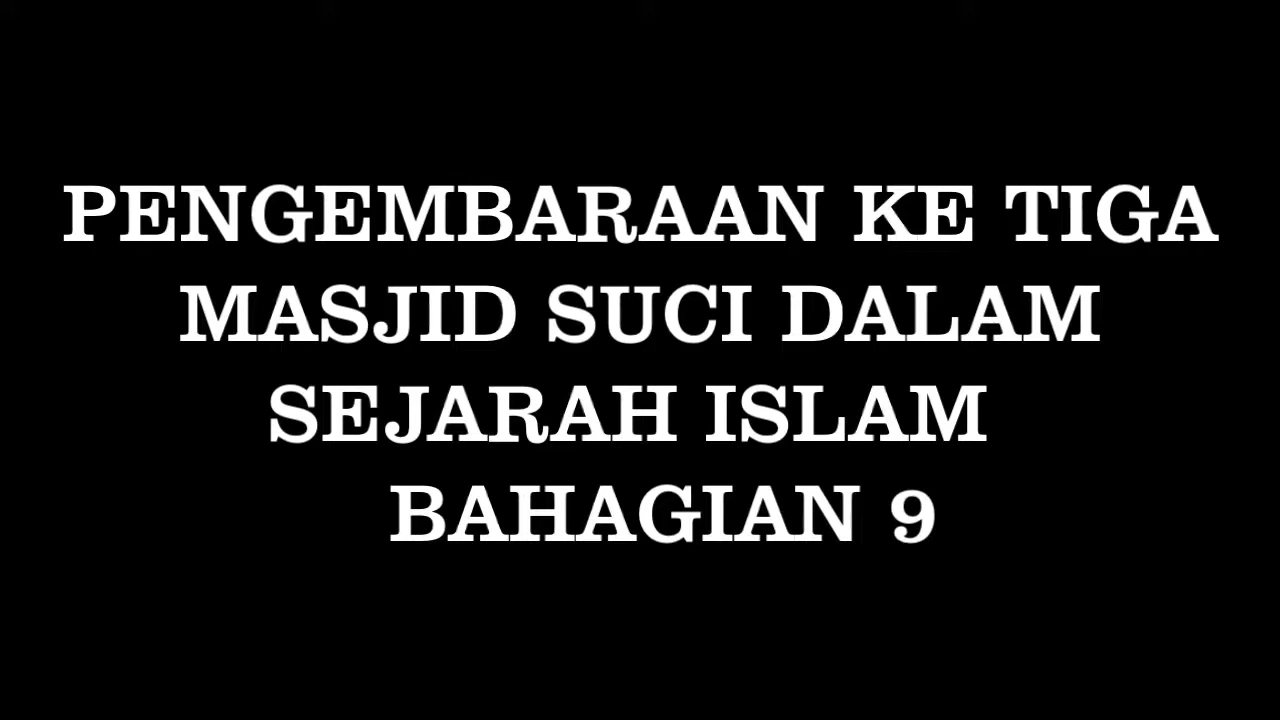 PENGEMBARAAN KE TIGA
MASJID SUCI DALAM
SEJARAH ISLAM
BAHAGIAN 9